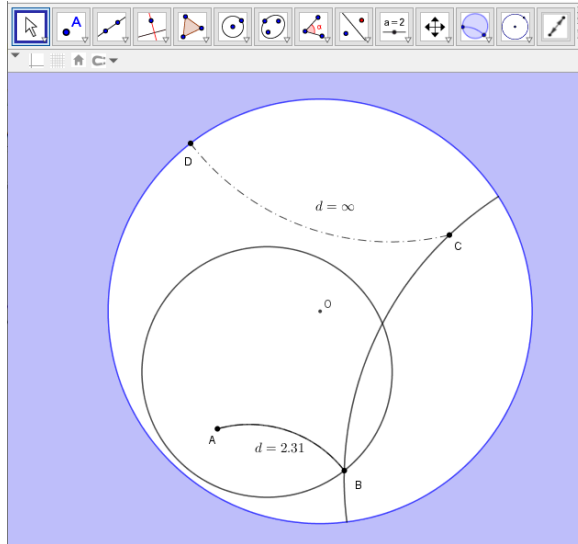 A
α
a = 2
D
d = ∞
C
O
A
d = 2.31
B